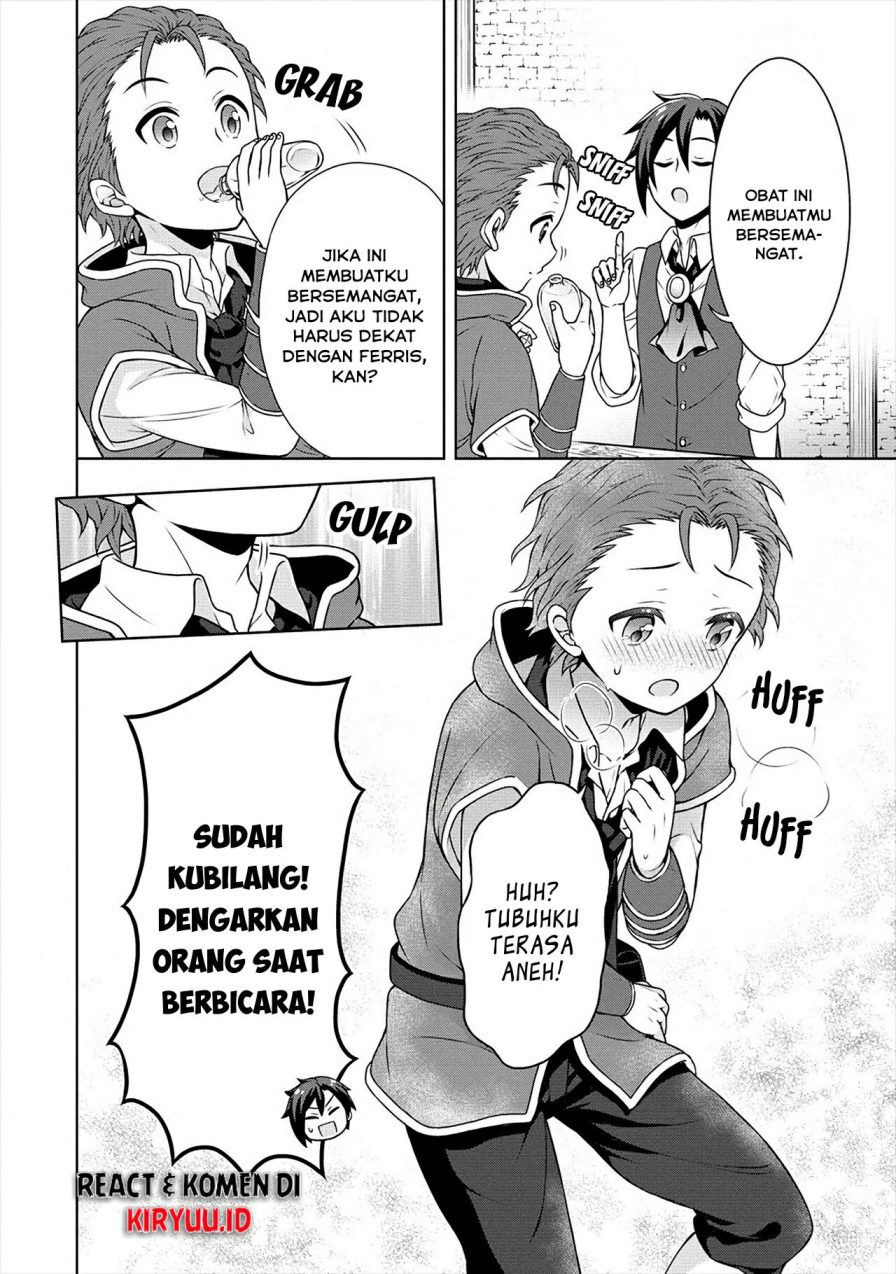 OBAT INI
MEMBUATMU
BERSEMA-
NGAT.
SNIFF
SNIFF
GRAB
JIKA INI
MEMBUATKU
BERSEMANGAT,
JADI AKU TIDAK
HARUS DEKAT
DENGAN FERRIS,
KAN?
GULP
HUFF
HUFF
HUH?
TUBUHKU
TERASA
ANEH!
SUDAH
KUBILANG!
DENGARKAN
ORANG SAAT
BERBICARA!
REACT & KOMEN DI
KIRYUU.ID